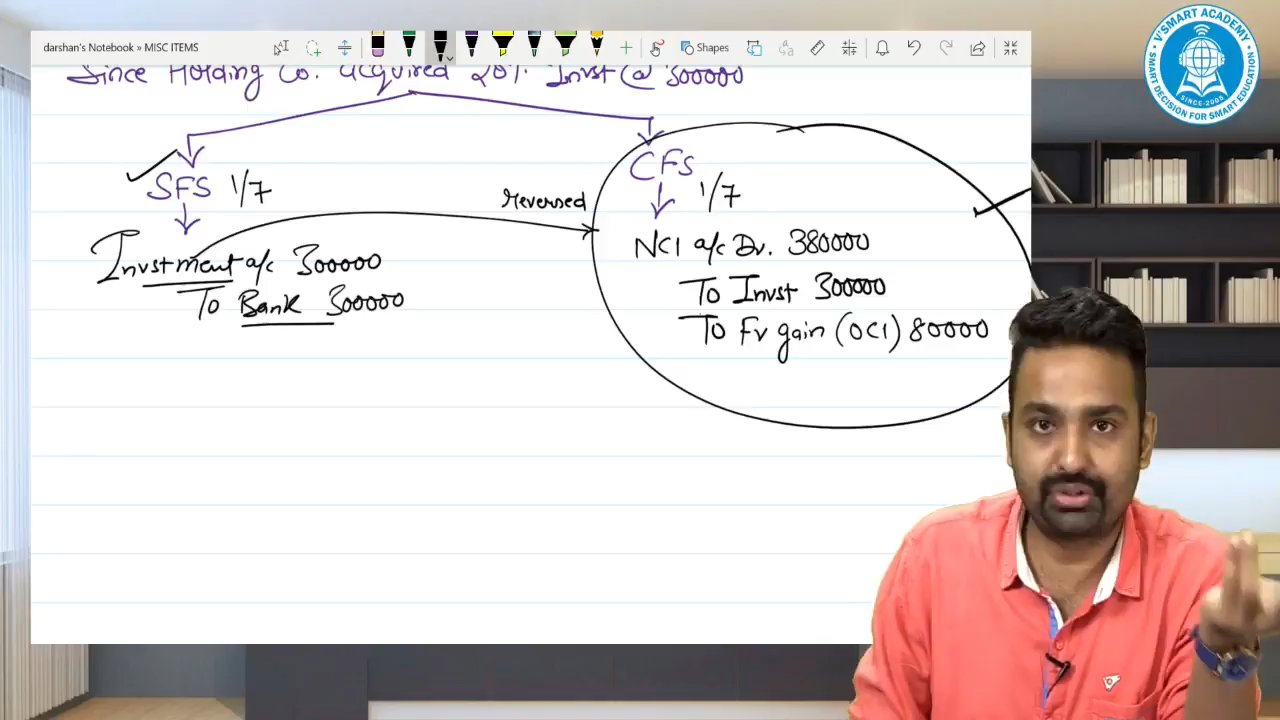 darshan's Notebook » MISC ITEMS
Shapes
Since Holding Co. acquired 20% Invst @ 300000
SFS 1/7
CFS 1/7
reversed
Invstment a/c 300000
To Bank 300000
NCI a/c Dr. 380000
To Invst 300000
To Fv gain (OCI) 80000
V'SMART ACADEMY
SMART DECISION FOR SMART EDUCATION
SINCE-2005